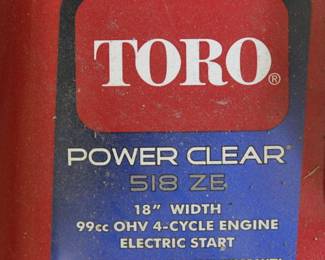 TORO®
POWER CLEAR®
518 ZE
18" WIDTH
99cc OHV 4-CYCLE ENGINE
ELECTRIC START